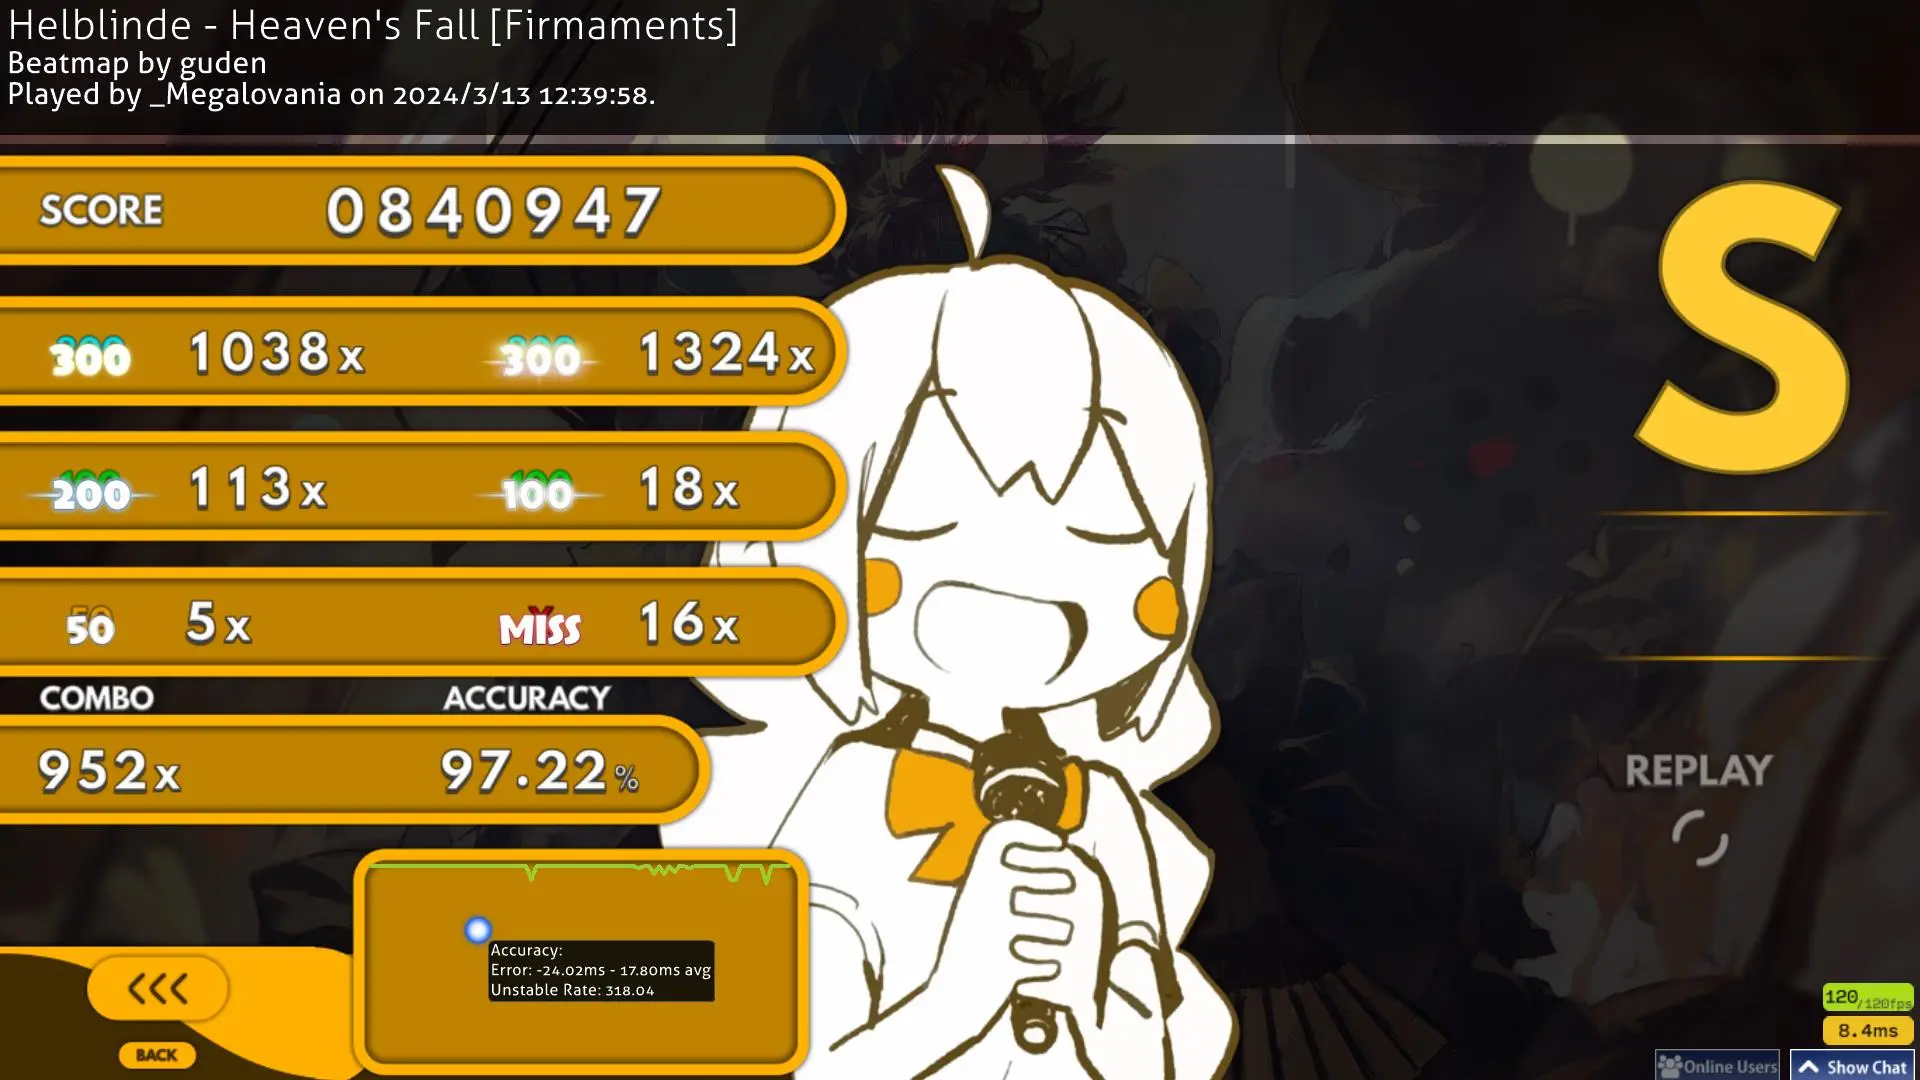 Helblinde - Heaven's Fall [Firmaments]
Beatmap by guden
Played by _Megalovania on 2024/3/13 12:39:58.
SCORE 0840947
300 1038x 300 1324x
200 113x 100 18x
50 5x MISS 16x
COMBO ACCURACY
952x 97.22%
S
REPLAY
Accuracy:
Error: -24.02ms - 17.80ms avg
Unstable Rate: 318.04
BACK
120/120fps
8.4ms
Online Users Show Chat